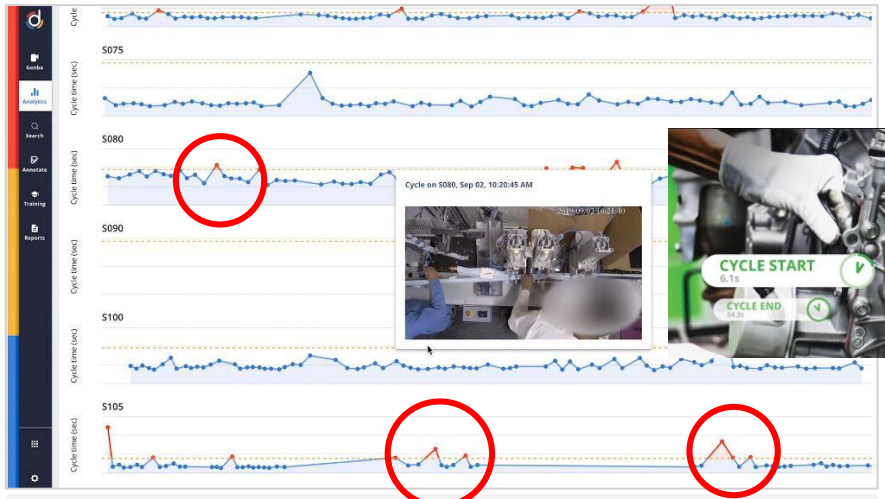 d
Cycle
Genba
S075
Cycle time (sec)
Analytics
Search
S080
Cycle time (sec)
Annotate
Training
Reports
Cycle on S080, Sep 02, 10:20:45 AM
2019/09/02 10:21:40
S090
Cycle time (sec)
CYCLE START
6.1s
CYCLE END
54.3s
S100
Cycle time (sec)
S105
Cycle time (sec)